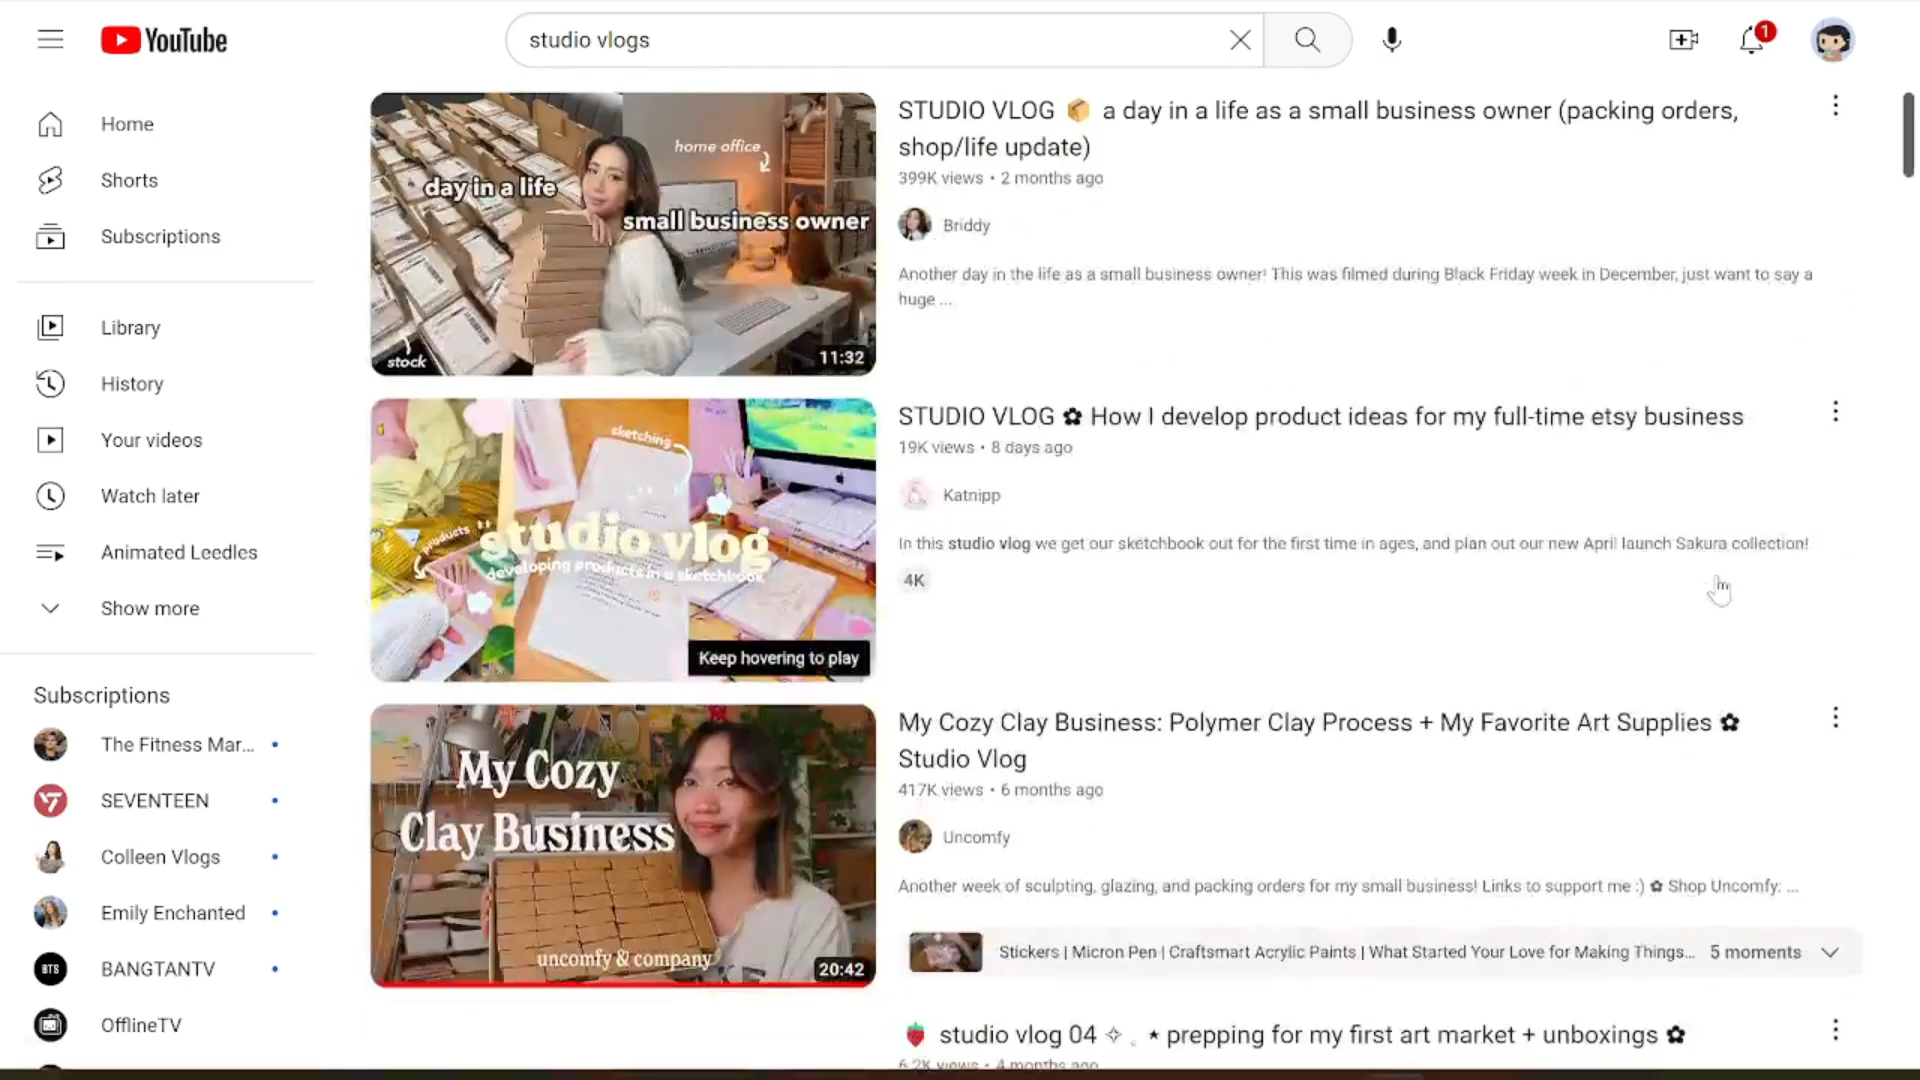 YouTube
studio vlogs
1
Home
Shorts
Subscriptions
Library
History
Your videos
Watch later
Animated Leedles
Show more
Subscriptions
The Fitness Mar...
SEVENTEEN
Colleen Vlogs
Emily Enchanted
BTS
BANGTANTV
OfflineTV
home office
day in a life
small business owner
stock
11:32
STUDIO VLOG 📦 a day in a life as a small business owner (packing orders,
shop/life update)
399K views • 2 months ago
Briddy
Another day in the life as a small business owner! This was filmed during Black Friday week in December, just want to say a
huge ...
sketching
products
studio vlog
developing products in a sketchbook
Keep hovering to play
STUDIO VLOG ✿ How I develop product ideas for my full-time etsy business
19K views • 8 days ago
Katnipp
In this studio vlog we get our sketchbook out for the first time in ages, and plan out our new April launch Sakura collection!
4K
My Cozy
Clay Business
uncomfy & company
20:42
My Cozy Clay Business: Polymer Clay Process + My Favorite Art Supplies ✿
Studio Vlog
417K views • 6 months ago
Uncomfy
Another week of sculpting, glazing, and packing orders for my small business! Links to support me :) ✿ Shop Uncomfy: ...
Stickers | Micron Pen | Craftsmart Acrylic Paints | What Started Your Love for Making Things... 5 moments
🍓 studio vlog 04 ✧ ˳ ⋆ prepping for my first art market + unboxings ✿
6.2K views • 4 months ago